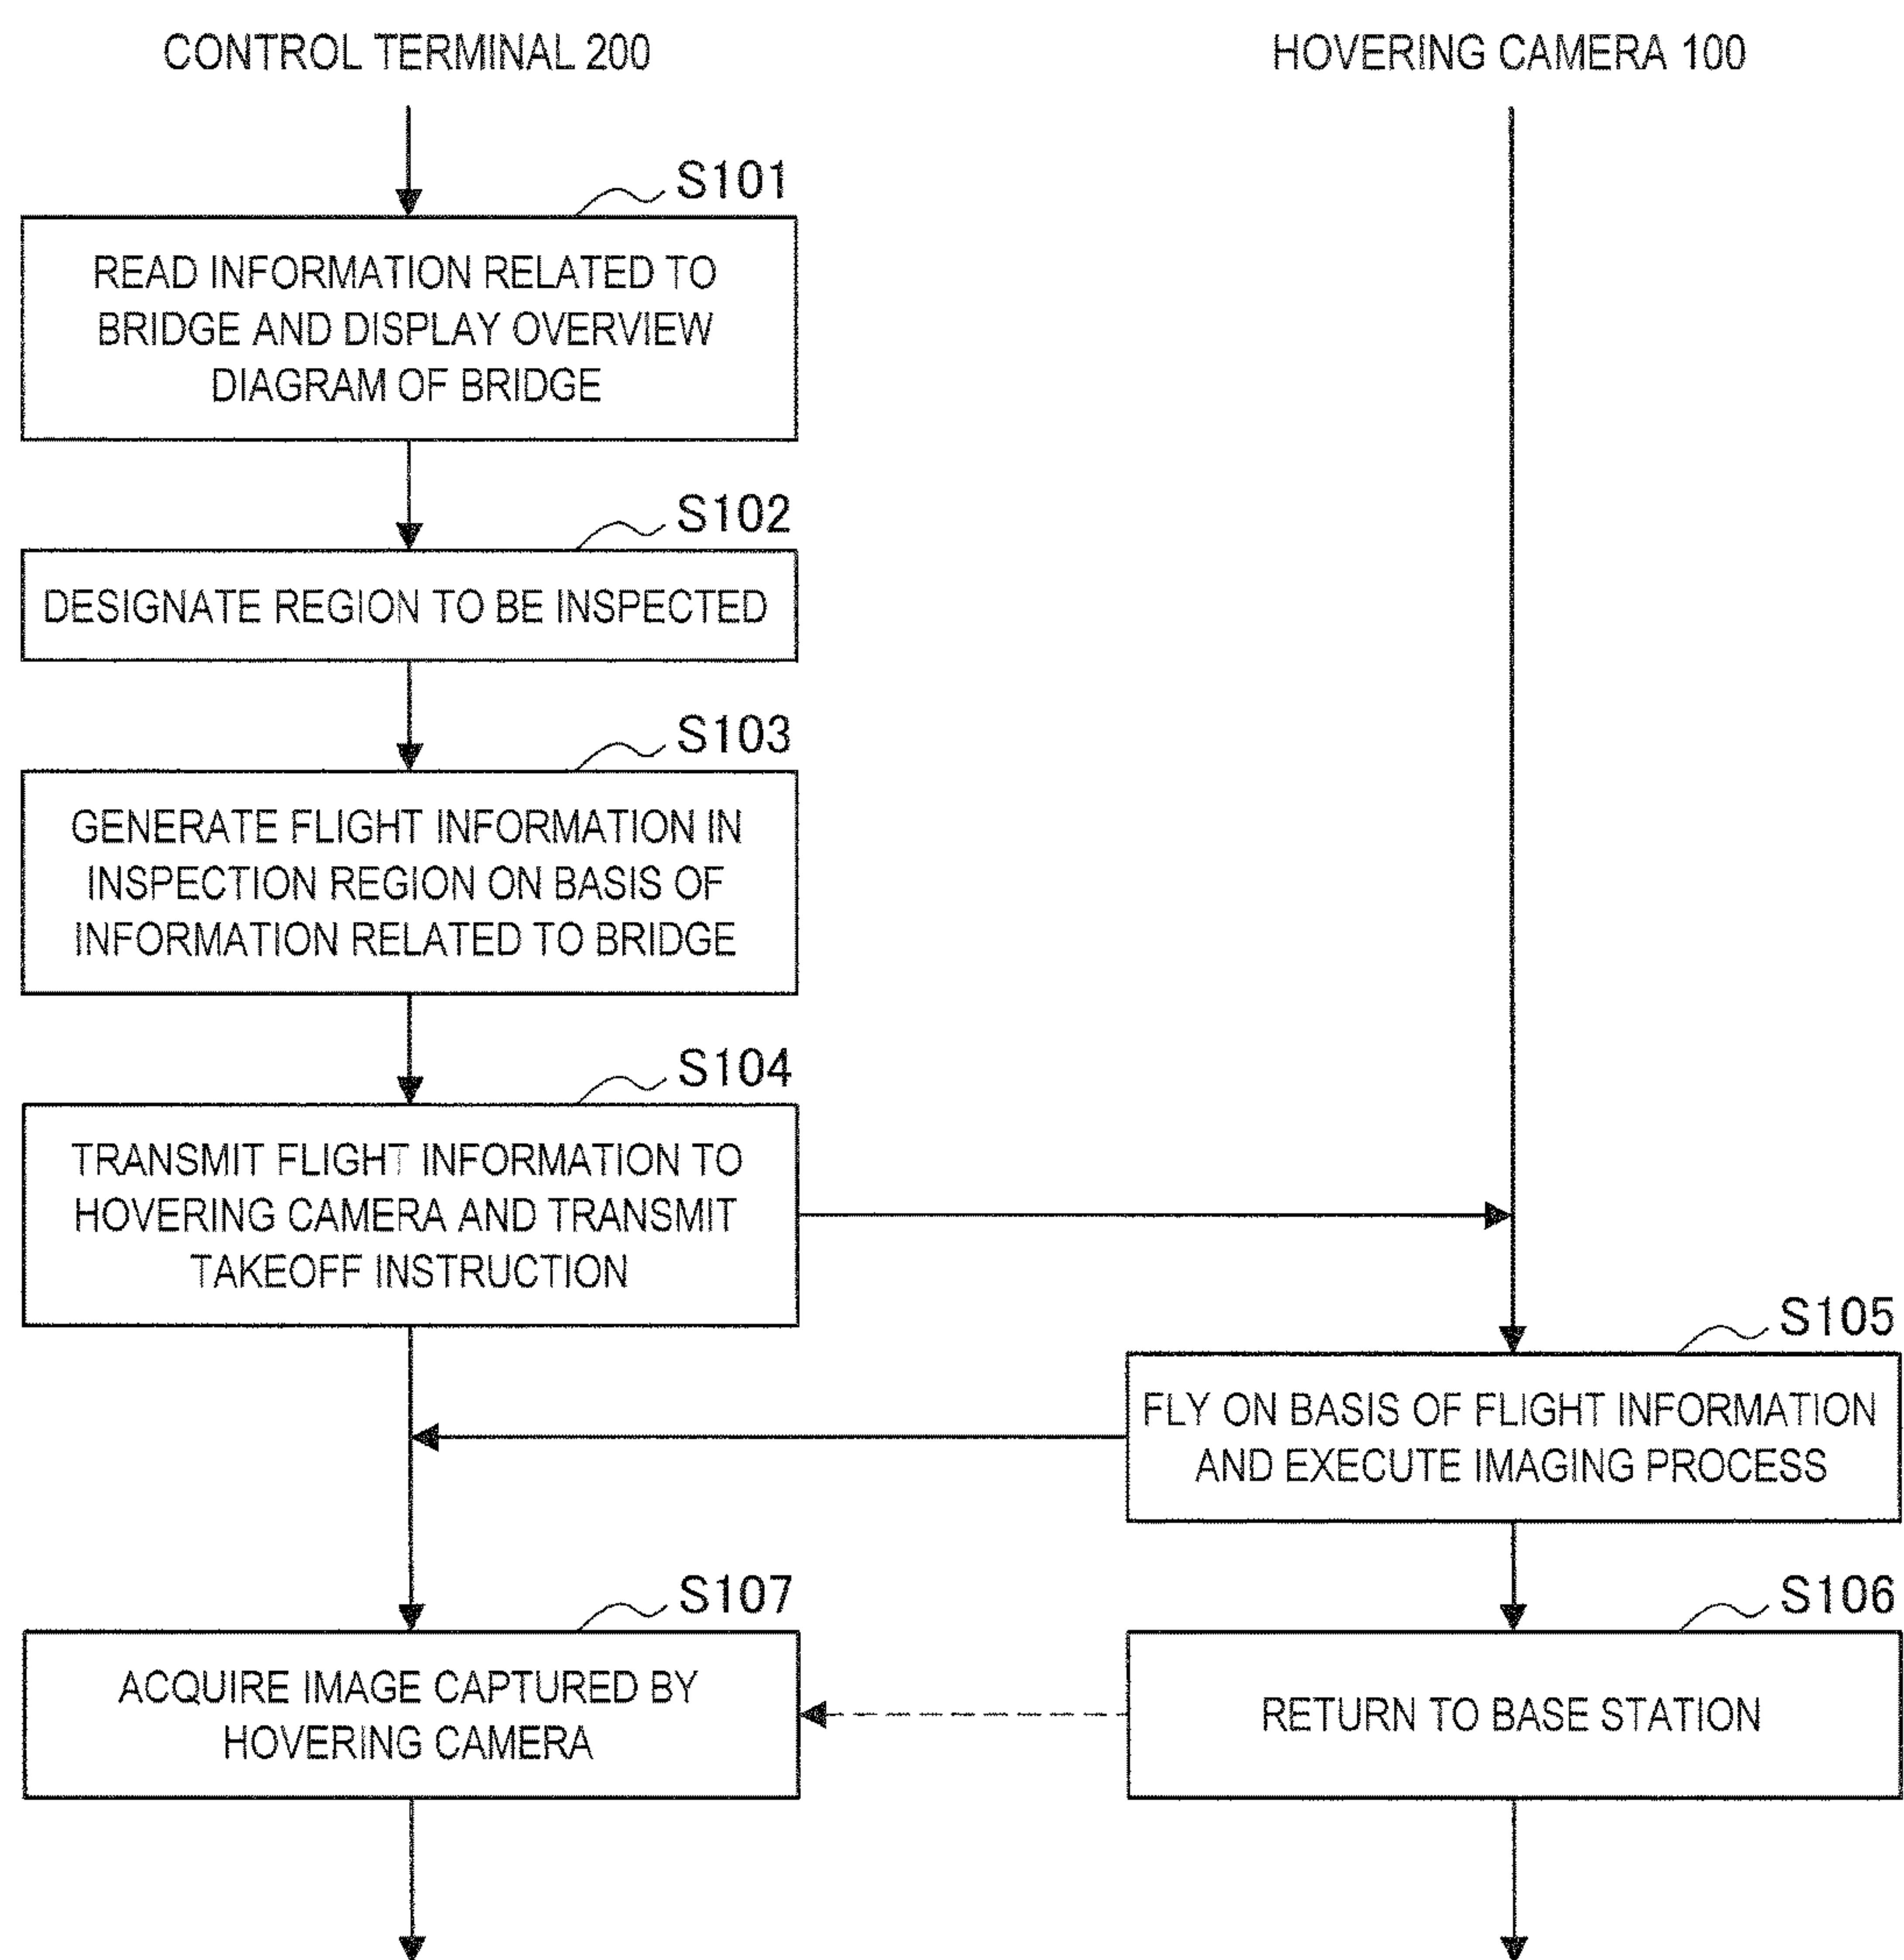 CONTROL TERMINAL 200
HOVERING CAMERA 100
S101
READ INFORMATION RELATED TO
BRIDGE AND DISPLAY OVERVIEW
DIAGRAM OF BRIDGE
S102
DESIGNATE REGION TO BE INSPECTED
S103
GENERATE FLIGHT INFORMATION IN
INSPECTION REGION ON BASIS OF
INFORMATION RELATED TO BRIDGE
S104
TRANSMIT FLIGHT INFORMATION TO
HOVERING CAMERA AND TRANSMIT
TAKEOFF INSTRUCTION
S105
FLY ON BASIS OF FLIGHT INFORMATION
AND EXECUTE IMAGING PROCESS
S107
ACQUIRE IMAGE CAPTURED BY
HOVERING CAMERA
S106
RETURN TO BASE STATION